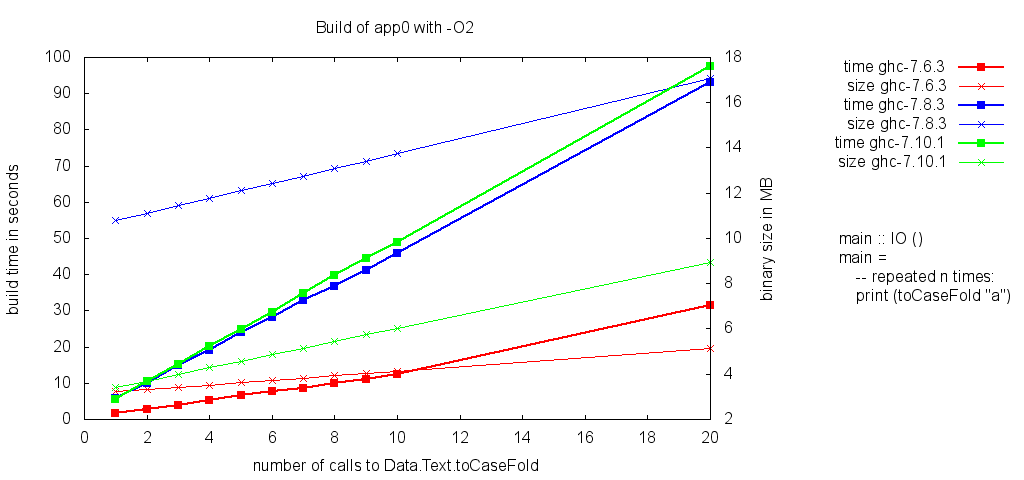 Build of app0 with -O2
100
90
80
70
60
50
40
30
20
10
0
build time in seconds
18
16
14
12
10
8
6
4
2
binary size in MB
0 2 4 6 8 10 12 14 16 18 20
number of calls to Data.Text.toCaseFold
time ghc-7.6.3
size ghc-7.6.3
time ghc-7.8.3
size ghc-7.8.3
time ghc-7.10.1
size ghc-7.10.1
main :: IO ()
main =
-- repeated n times:
print (toCaseFold "a")